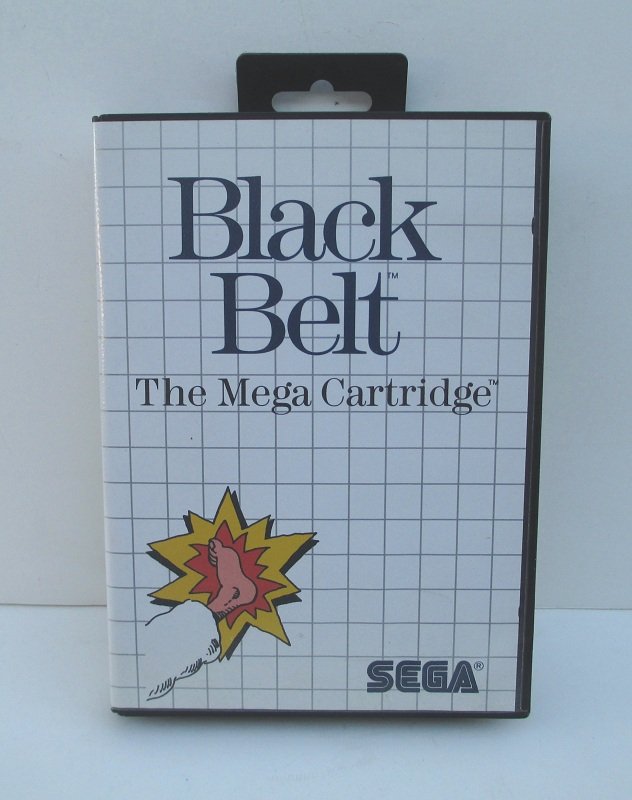 Black
Belt™
The Mega Cartridge™
SEGA®